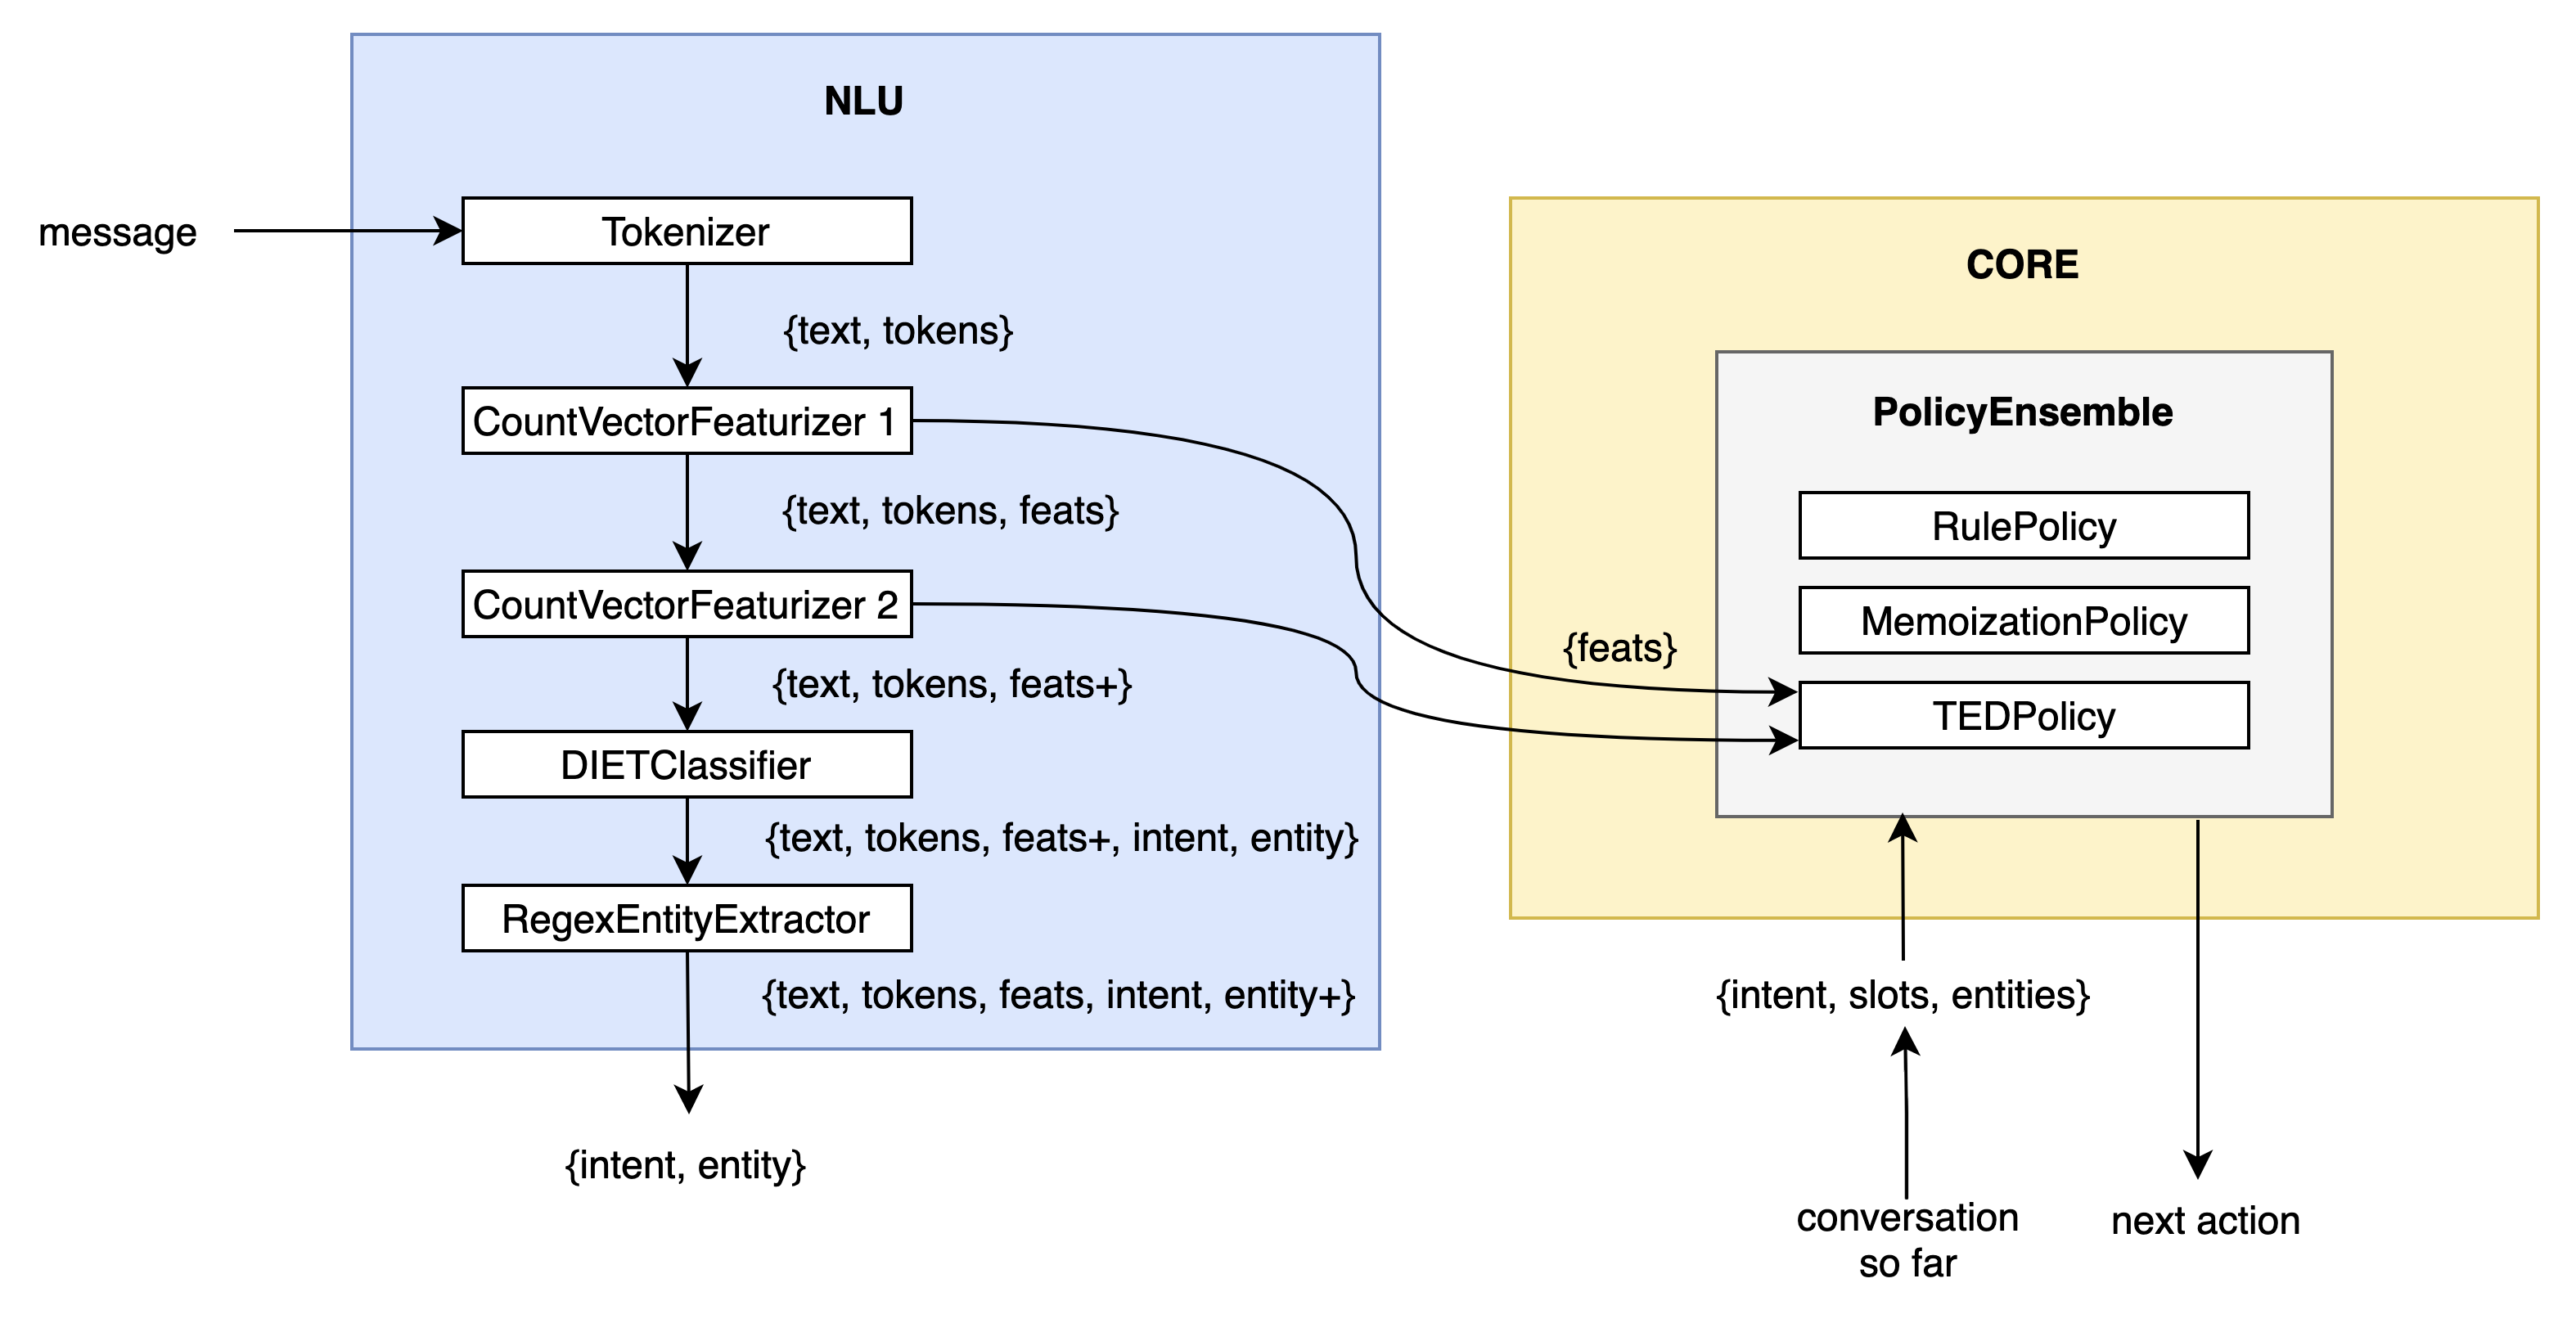 NLU
message
Tokenizer
{text, tokens}
CountVectorFeaturizer 1
{text, tokens, feats}
CountVectorFeaturizer 2
{text, tokens, feats+}
DIETClassifier
{text, tokens, feats+, intent, entity}
RegexEntityExtractor
{text, tokens, feats, intent, entity+}
{intent, entity}
CORE
PolicyEnsemble
RulePolicy
MemoizationPolicy
{feats}
TEDPolicy
{intent, slots, entities}
conversation
so far
next action